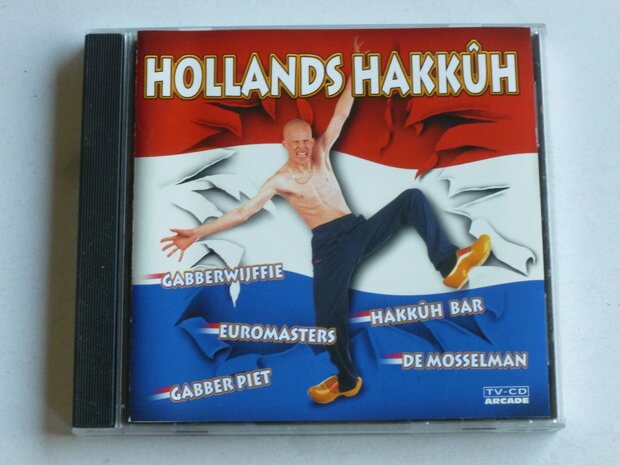 HOLLANDS HAKKÛH
GABBERWIJFFIE
HAKKÛH BAR
EUROMASTERS
DE MOSSELMAN
GABBER PIET
TV-CD
ARCADE